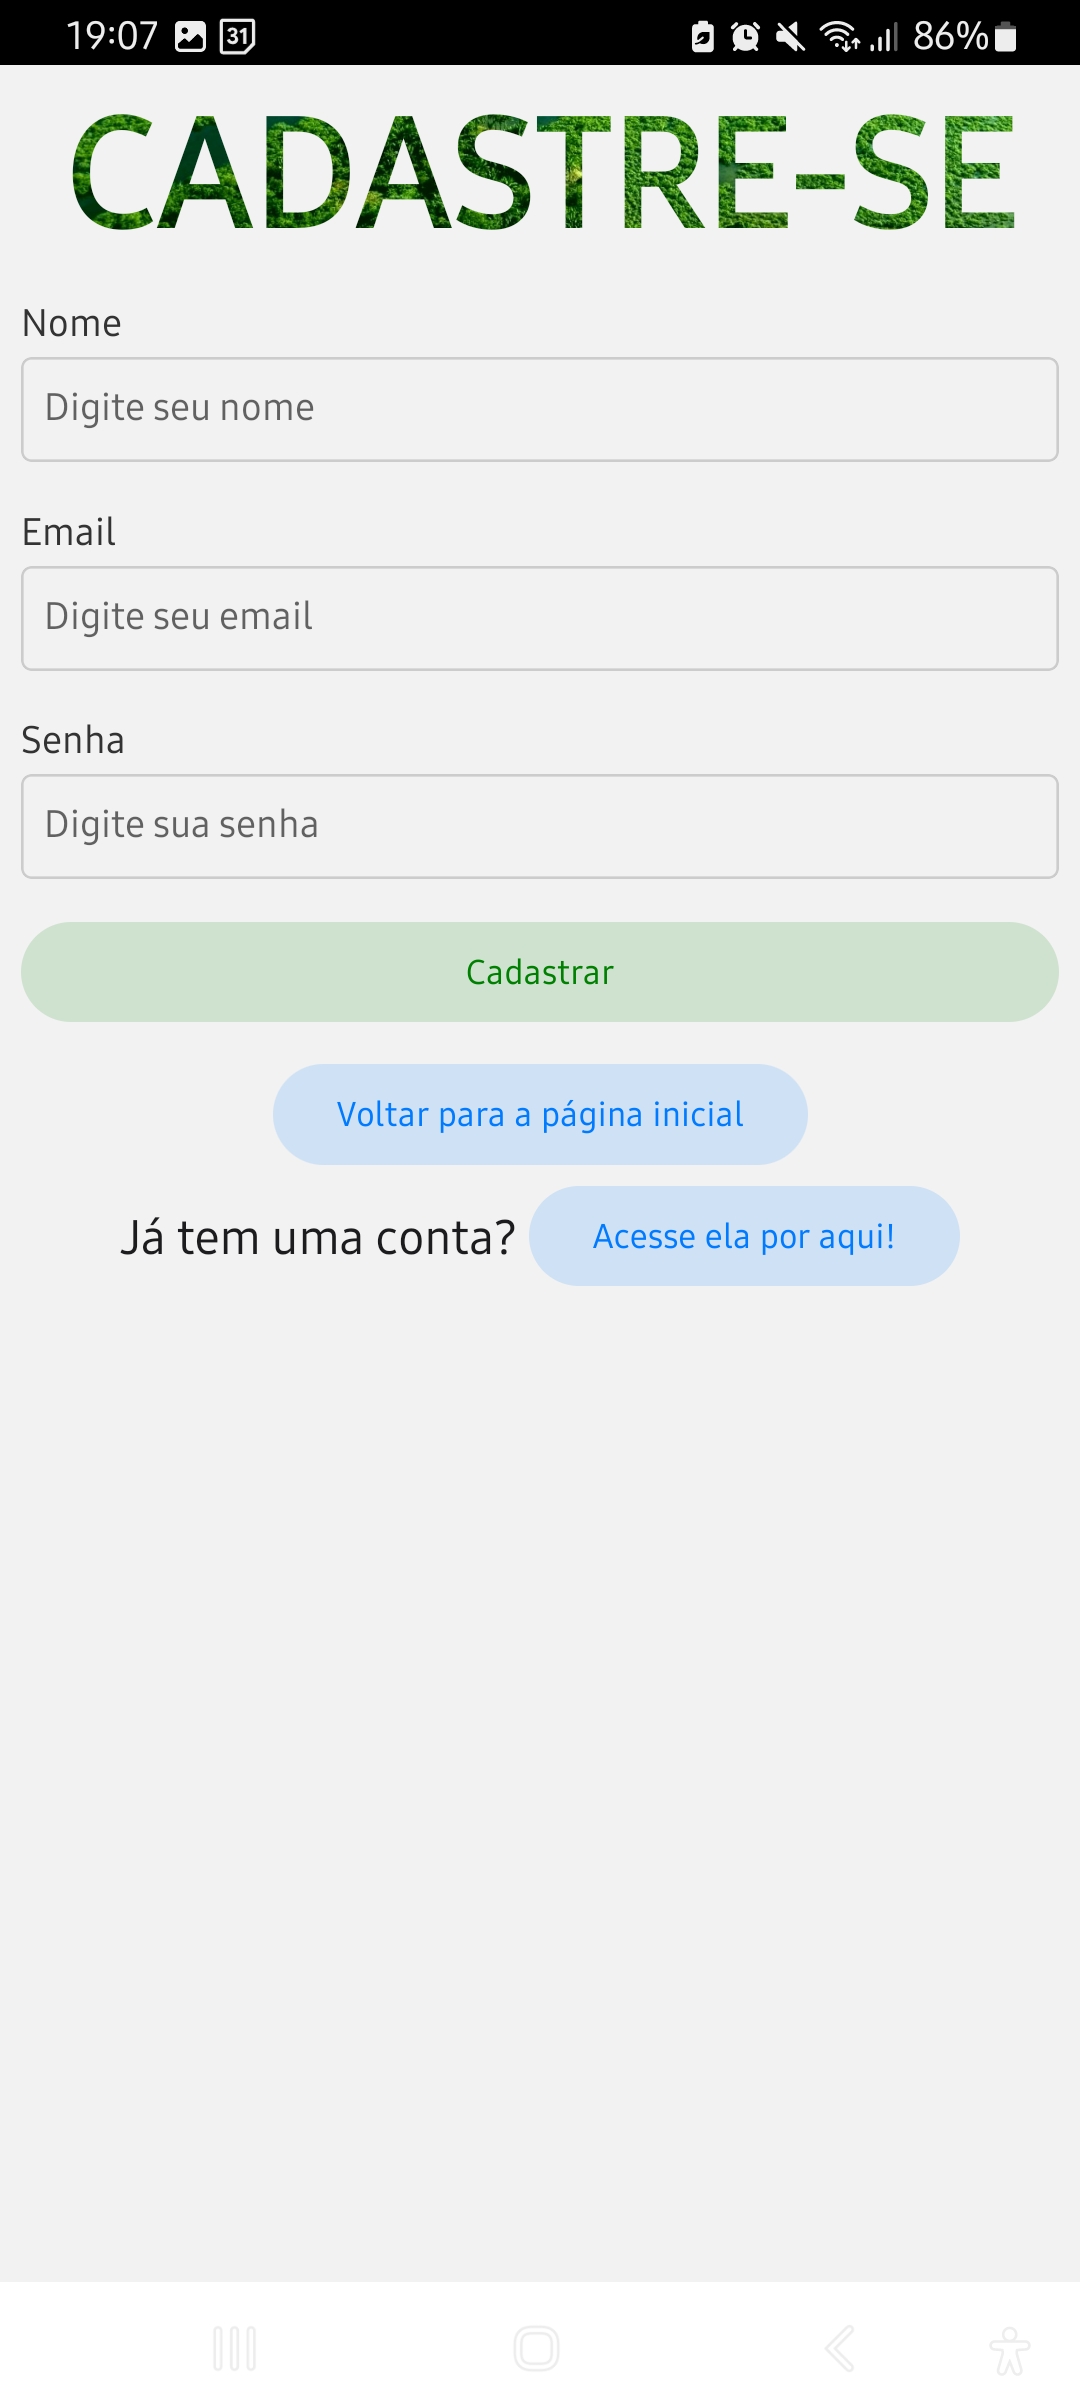 19:07 31 86%
CADASTRE-SE
Nome
Digite seu nome
Email
Digite seu email
Senha
Digite sua senha
Cadastrar
Voltar para a página inicial
Já tem uma conta? Acesse ela por aqui!